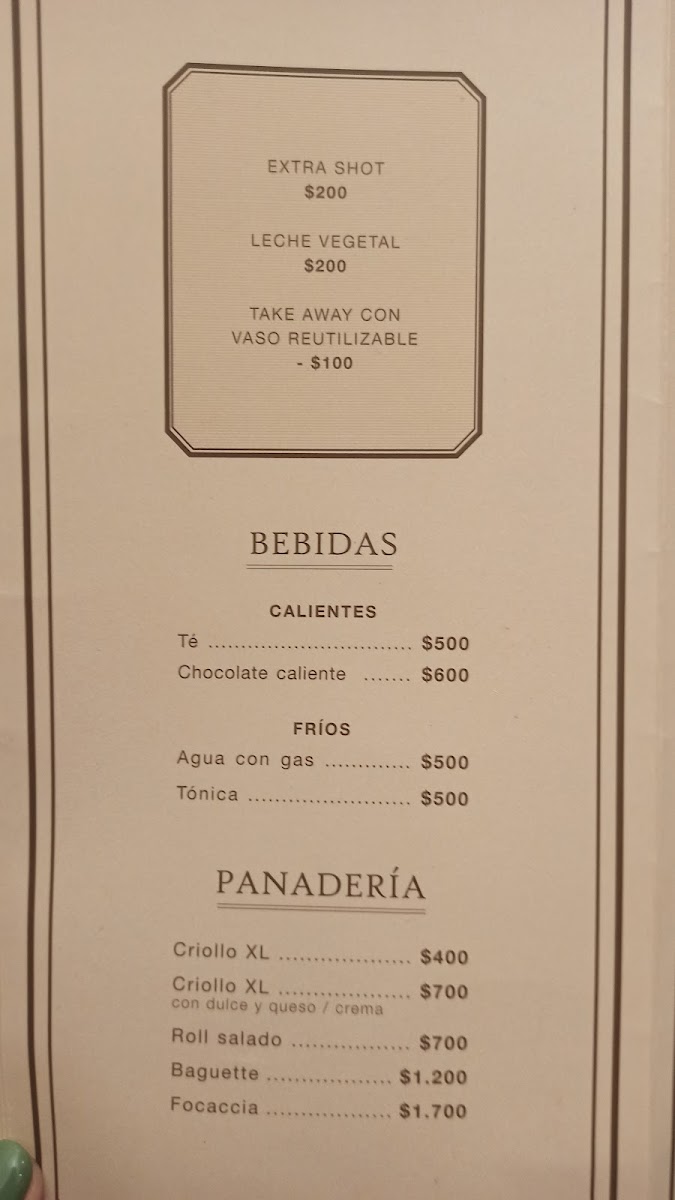 EXTRA SHOT
$200
LECHE VEGETAL
$200
TAKE AWAY CON
VASO REUTILIZABLE
- $100
BEBIDAS
CALIENTES
Té ............................... $500
Chocolate caliente ....... $600
FRÍOS
Agua con gas ............. $500
Tónica ......................... $500
PANADERÍA
Criollo XL .................... $400
Criollo XL .................... $700
con dulce y queso / crema
Roll salado .................. $700
Baguette ................... $1.200
Focaccia ................... $1.700